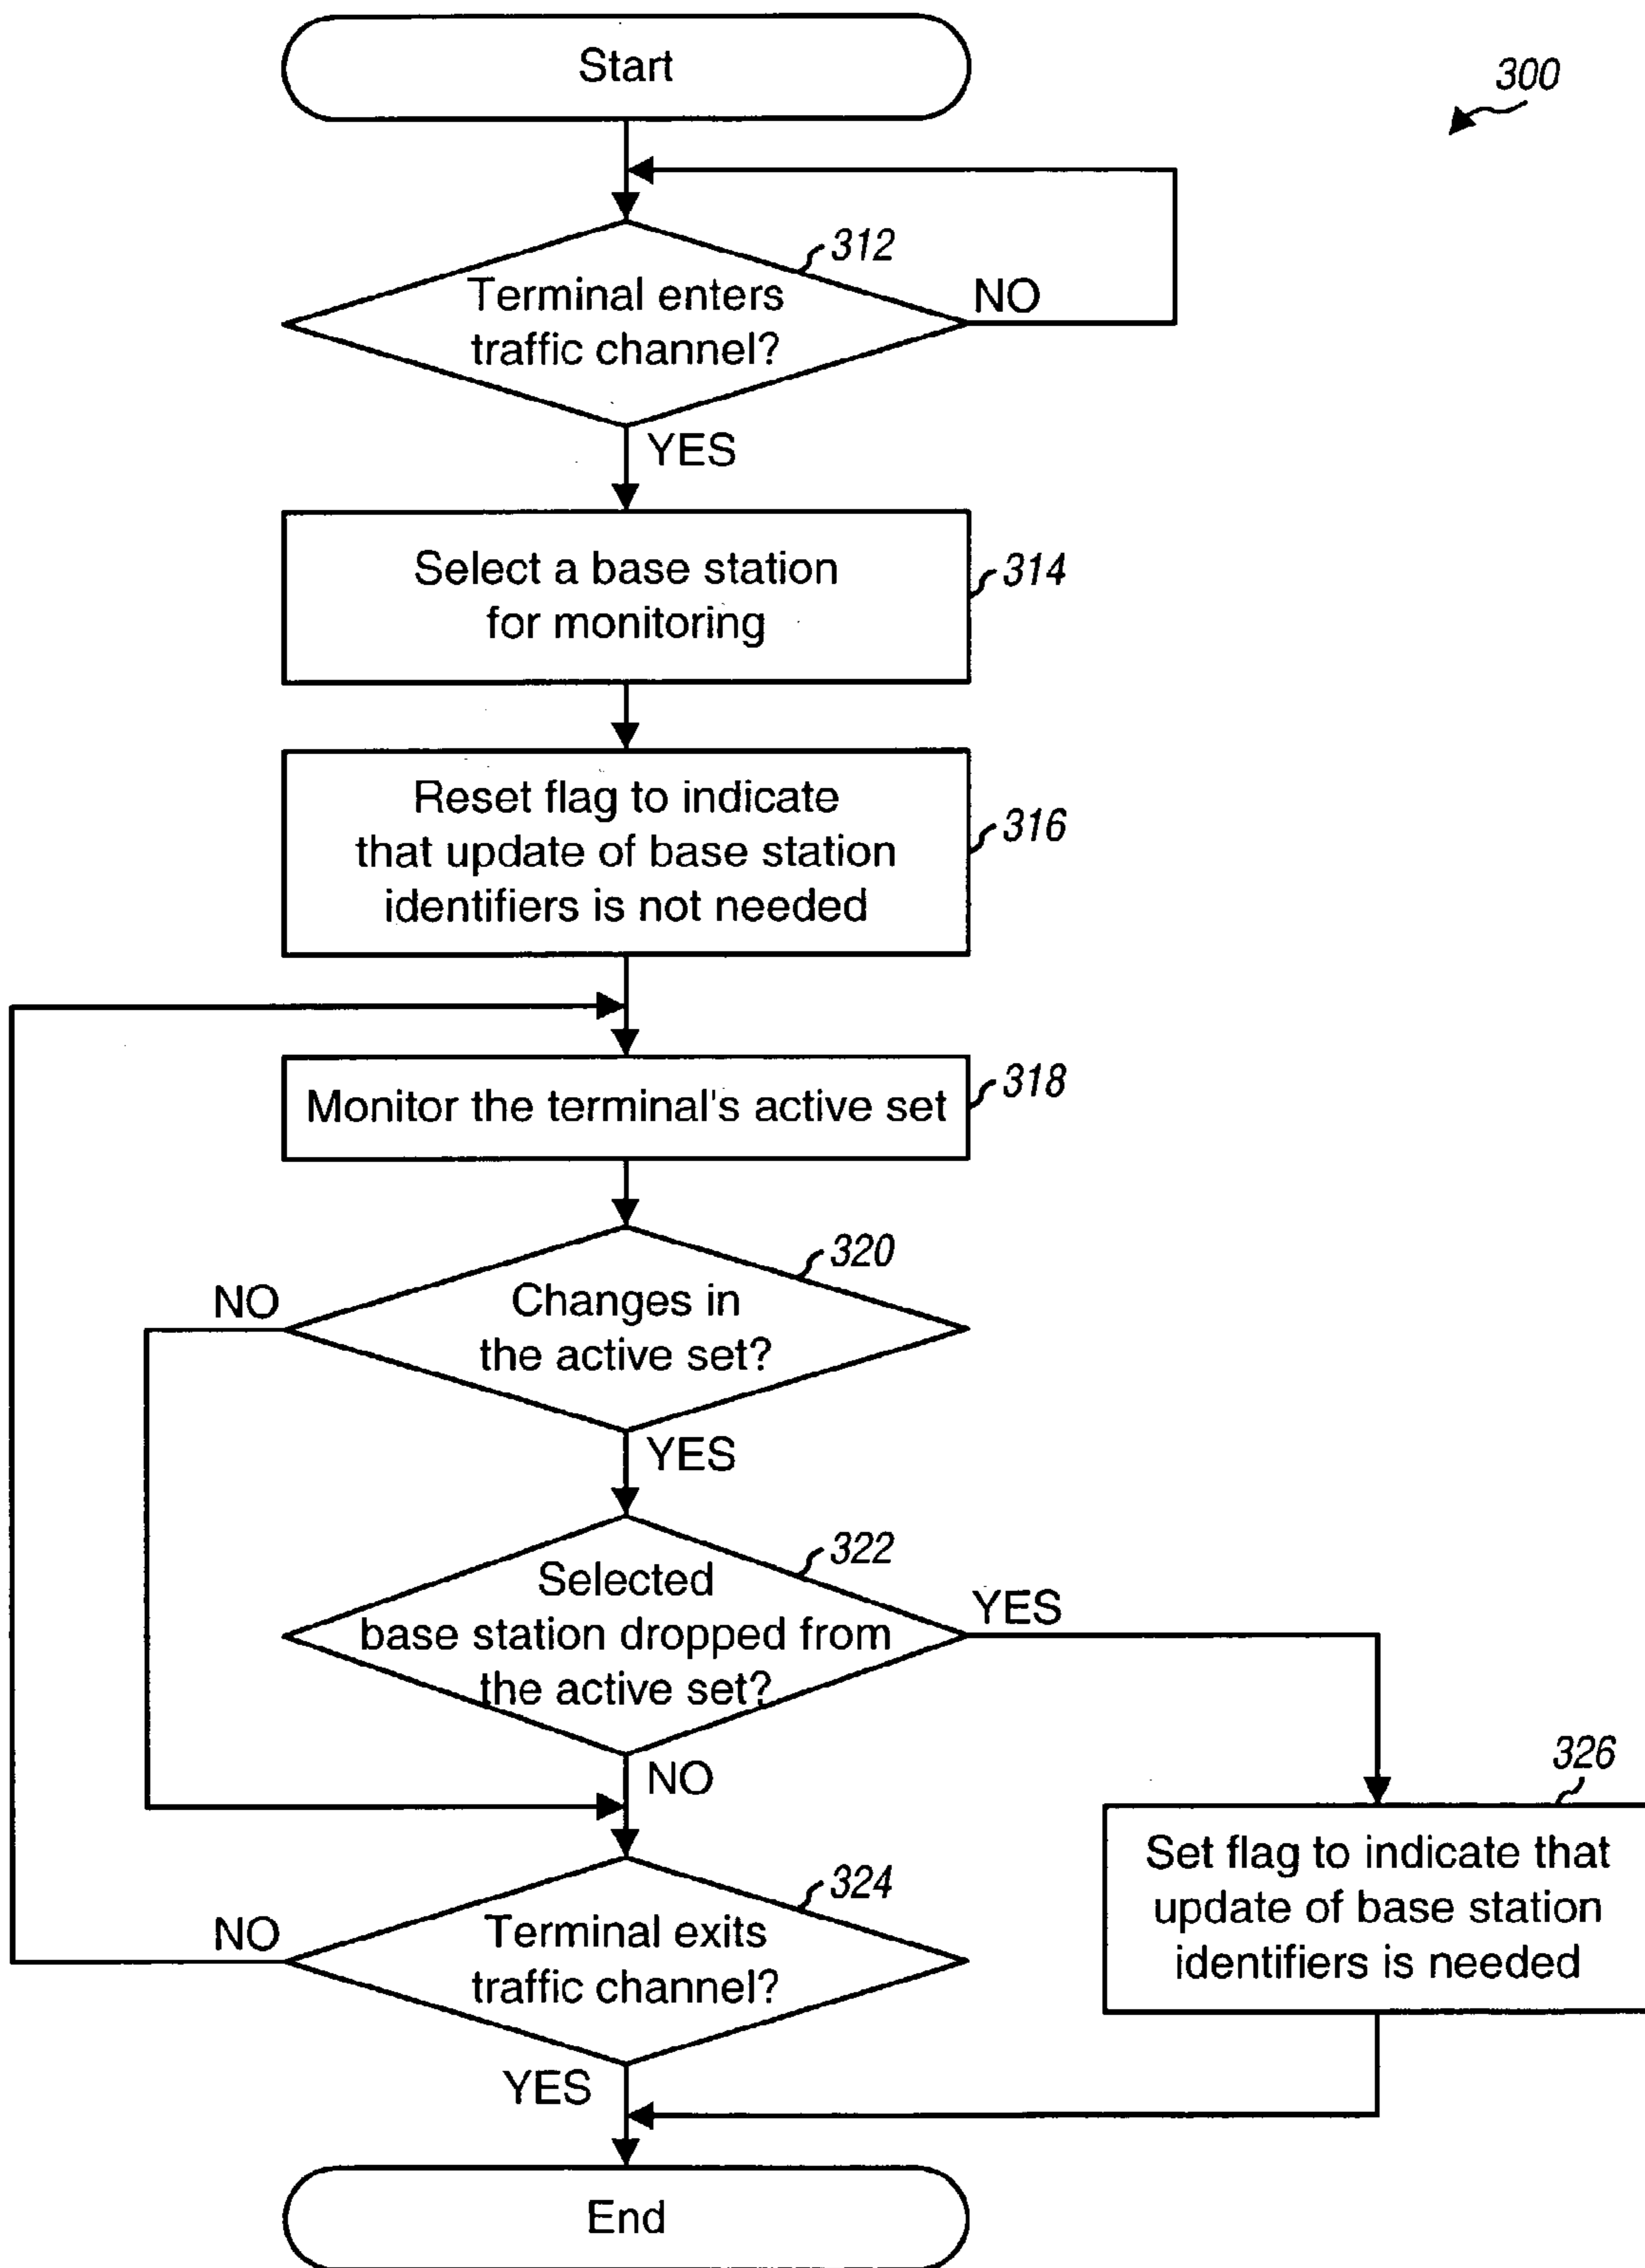 Start
300
312
Terminal enters
traffic channel?
NO
YES
Select a base station
for monitoring
314
Reset flag to indicate
that update of base station
identifiers is not needed
316
Monitor the terminal's active set
318
320
Changes in
the active set?
NO
YES
322
Selected
base station dropped from
the active set?
YES
NO
326
Set flag to indicate that
update of base station
identifiers is needed
324
Terminal exits
traffic channel?
NO
YES
End